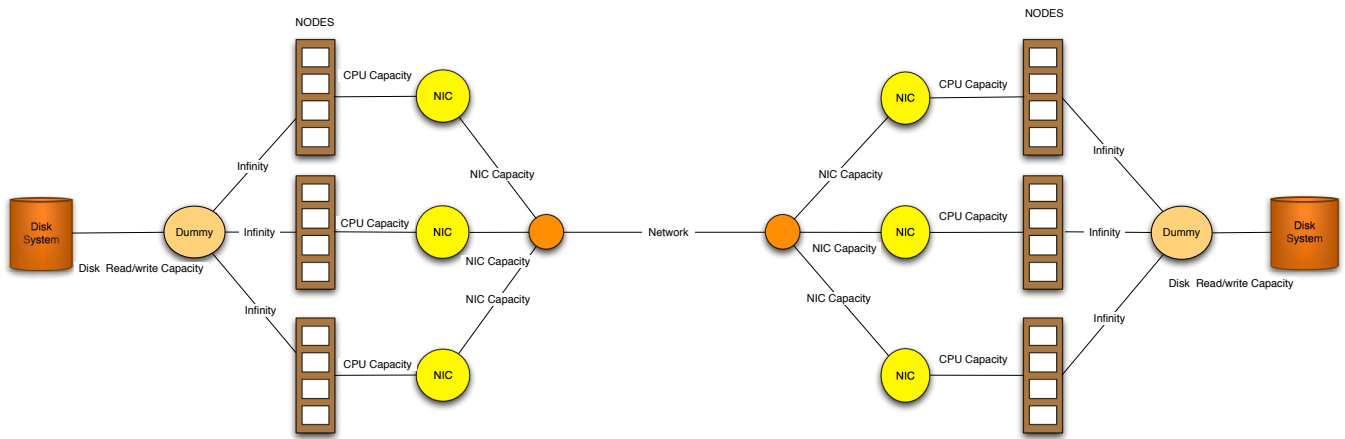 NODES
NODES
CPU Capacity
NIC
NIC
CPU Capacity
Infinity
NIC Capacity
NIC Capacity
Infinity
Disk
System
Dummy
Infinity
CPU Capacity
NIC
Network
NIC
CPU Capacity
Infinity
Dummy
Disk
System
NIC Capacity
NIC Capacity
Disk Read/write Capacity
Disk Read/write Capacity
Infinity
NIC Capacity
NIC Capacity
Infinity
CPU Capacity
NIC
NIC
CPU Capacity